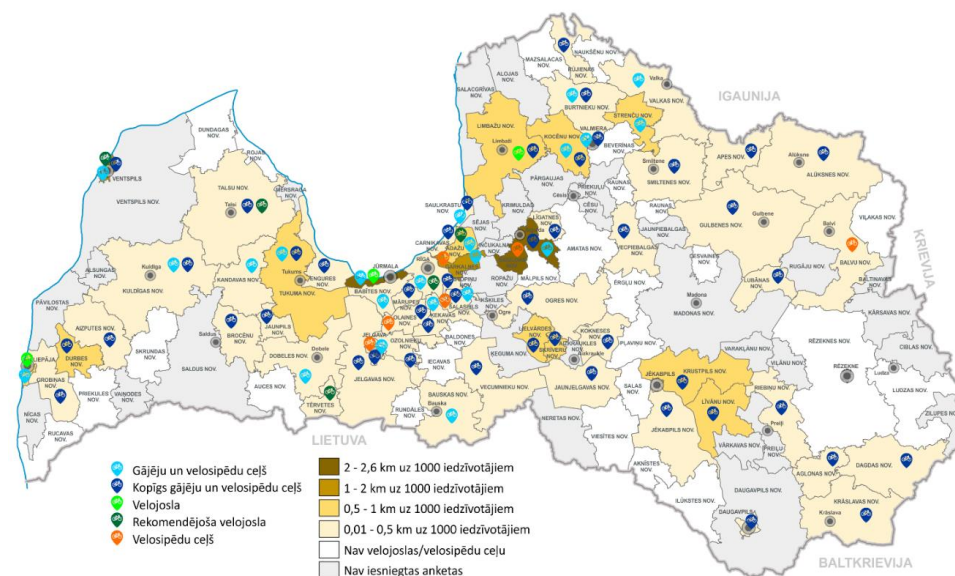 NAUKŠĒNU NOV.
MAZSALACAS NOV.
RŪJIENAS NOV.
ALOJAS NOV.
SALACGRĪVAS NOV.
Valka
VALKAS NOV.
BURTNIEKU NOV.
STRENČU NOV.
IGAUNIJA
LIMBAŽU NOV.
Limbaži
KOCĒNU NOV.
VALMIERA
BEVERĪNAS NOV.
Smiltene
SMILTENES NOV.
APES NOV.
Alūksne
ALŪKSNES NOV.
DUNDAGAS NOV.
ROJAS NOV.
VENTSPILS
VENTSPILS NOV.
TALSU NOV.
Talsi
MĒRSRAGA NOV.
PĀRGAUJAS NOV.
Cēsis
PRIEKUĻU NOV.
CĒSU NOV.
RAUNAS NOV.
RAUNAS NOV.
SAULKRASTU NOV.
SĒJAS NOV.
KRIMULDAS NOV.
LĪGATNES NOV.
AMATAS NOV.
JAUNPIEBALGAS NOV.
VECPIEBALGAS NOV.
GULBENES NOV.
Gulbene
Balvi
VIĻAKAS NOV.
BALVU NOV.
BALTINAVAS NOV.
RUGĀJU NOV.
LUBĀNAS NOV.
CESVAINES NOV.
KRIEVIJA
ALSUNGAS NOV.
Kuldīga
KULDĪGAS NOV.
KANDAVAS NOV.
Tukums
TUKUMA NOV.
ENGURES NOV.
JŪRMALA
RĪGA
CARNIKAVAS NOV.
ĀDAŽU NOV.
INČUKALNA NOV.
ROPAŽU NOV.
MĀLPILS NOV.
BABĪTES NOV.
MĀRUPES NOV.
ĶEKAVAS NOV.
SALASPILS NOV.
IKŠĶILES NOV.
Ogre
OGRES NOV.
ĒRGĻU NOV.
Madona
MADONAS NOV.
KĀRSAVAS NOV.
PĀVILOSTAS NOV.
AIZPUTES NOV.
LIEPĀJA
DURBES NOV.
GROBIŅAS NOV.
PRIEKULES NOV.
VAIŅODES NOV.
NĪCAS NOV.
RUCAVAS NOV.
SKRUNDAS NOV.
Saldus
SALDUS NOV.
BROCĒNU NOV.
JAUNPILS NOV.
Dobele
DOBELES NOV.
AUCES NOV.
TĒRVETES NOV.
JELGAVA
JELGAVAS NOV.
OLAINES NOV.
OZOLNIEKU NOV.
IECAVAS NOV.
BALDONES NOV.
ĶEGUMA NOV.
LIELVĀRDES NOV.
SKRĪVERU NOV.
Aizkraukle
KOKNESES NOV.
PĻAVIŅU NOV.
RUNDĀLES NOV.
Bauska
BAUSKAS NOV.
VECUMNIEKU NOV.
JAUNJELGAVAS NOV.
NERETAS NOV.
SALAS NOV.
VIESĪTES NOV.
JĒKABPILS
JĒKABPILS NOV.
KRUSTPILS NOV.
LĪVĀNU NOV.
AKNĪSTES NOV.
ILŪKSTES NOV.
VARAKĻĀNU NOV.
VIĻĀNU NOV.
RIEBIŅU NOV.
Preiļi
PREIĻU NOV.
VĀRKAVAS NOV.
RĒZEKNE
RĒZEKNES NOV.
Ludza
LUDZAS NOV.
CIBLAS NOV.
ZILUPES NOV.
AGLONAS NOV.
DAGDAS NOV.
KRĀSLAVAS NOV.
Krāslava
DAUGAVPILS NOV.
DAUGAVPILS
LIETUVA
BALTKRIEVIJA
Gājēju un velosipēdu ceļš
Kopīgs gājēju un velosipēdu ceļš
Velojosla
Rekomendējoša velojosla
Velosipēdu ceļš
2 - 2,6 km uz 1000 iedzīvotājiem
1 - 2 km uz 1000 iedzīvotājiem
0,5 - 1 km uz 1000 iedzīvotājiem
0,01 - 0,5 km uz 1000 iedzīvotājiem
Nav velojoslas/velosipēdu ceļu
Nav iesniegtas anketas